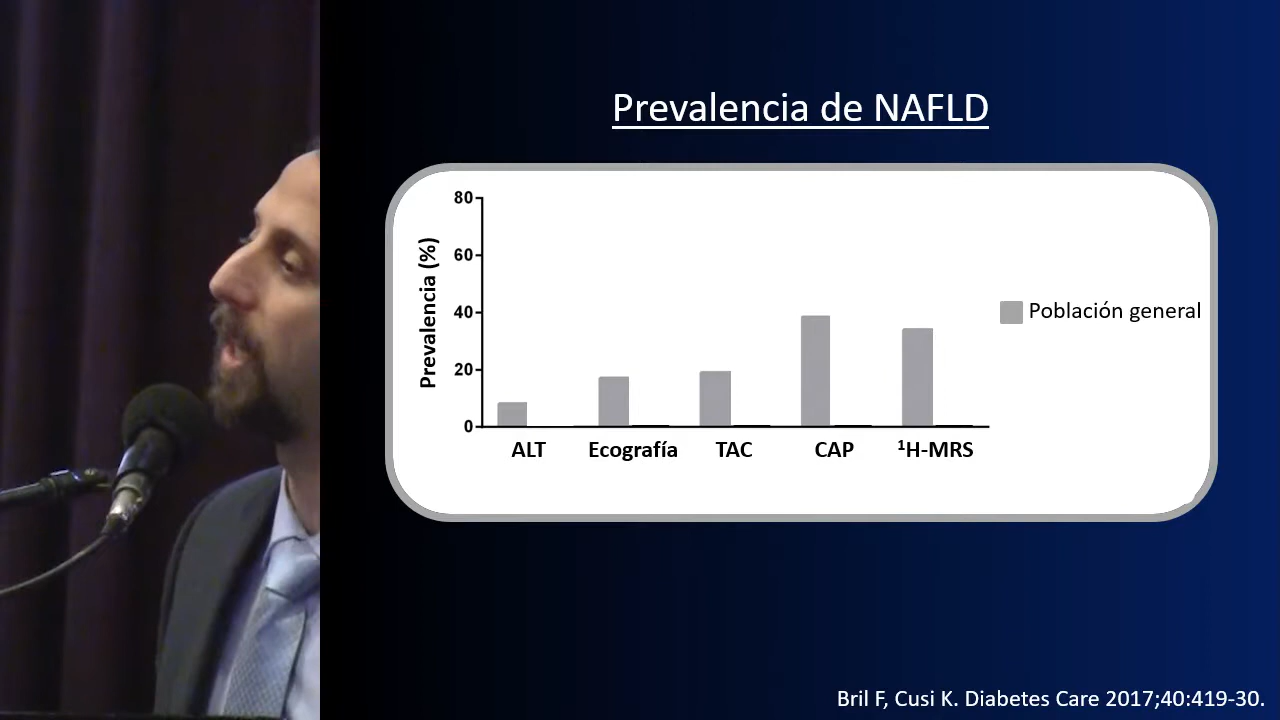 Prevalencia de NAFLD
Prevalencia (%)
80
60
40
20
0
ALT Ecografía TAC CAP ¹H-MRS
Población general
Bril F, Cusi K. Diabetes Care 2017;40:419-30.